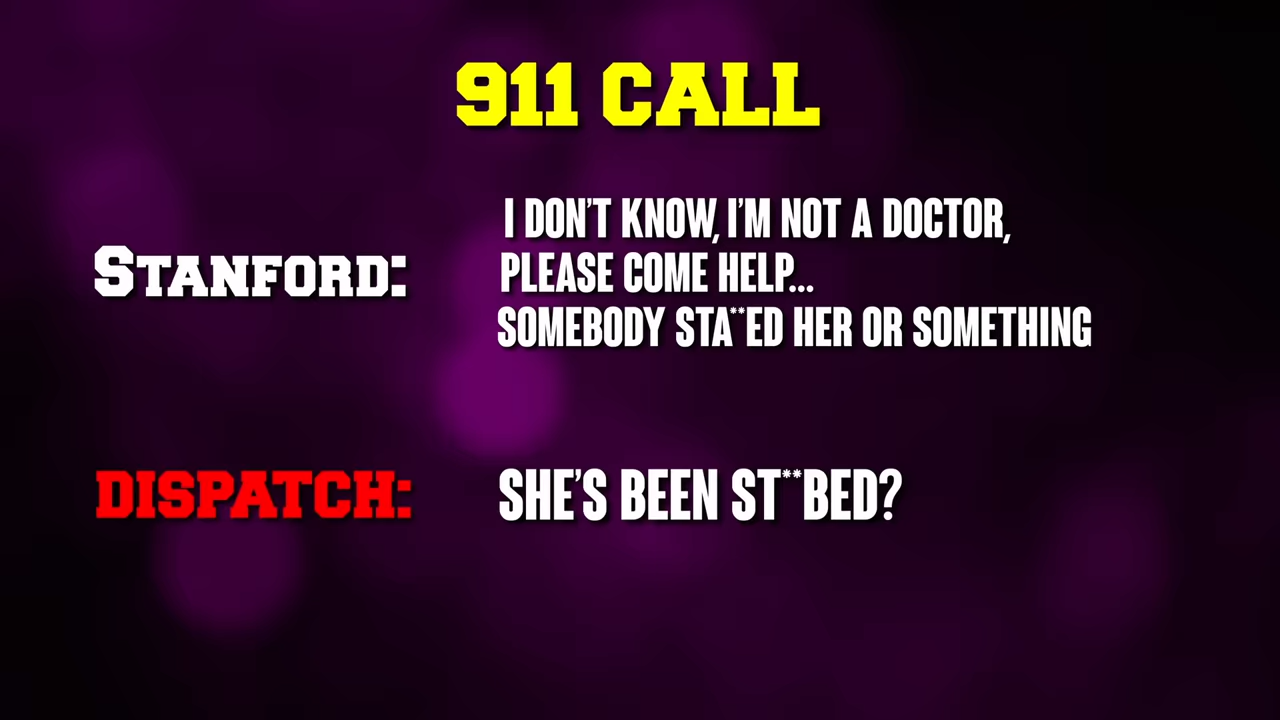 911 CALL
STANFORD:
I DON'T KNOW, I'M NOT A DOCTOR,
PLEASE COME HELP...
SOMEBODY STA**ED HER OR SOMETHING
DISPATCH:
SHE'S BEEN ST**BED?